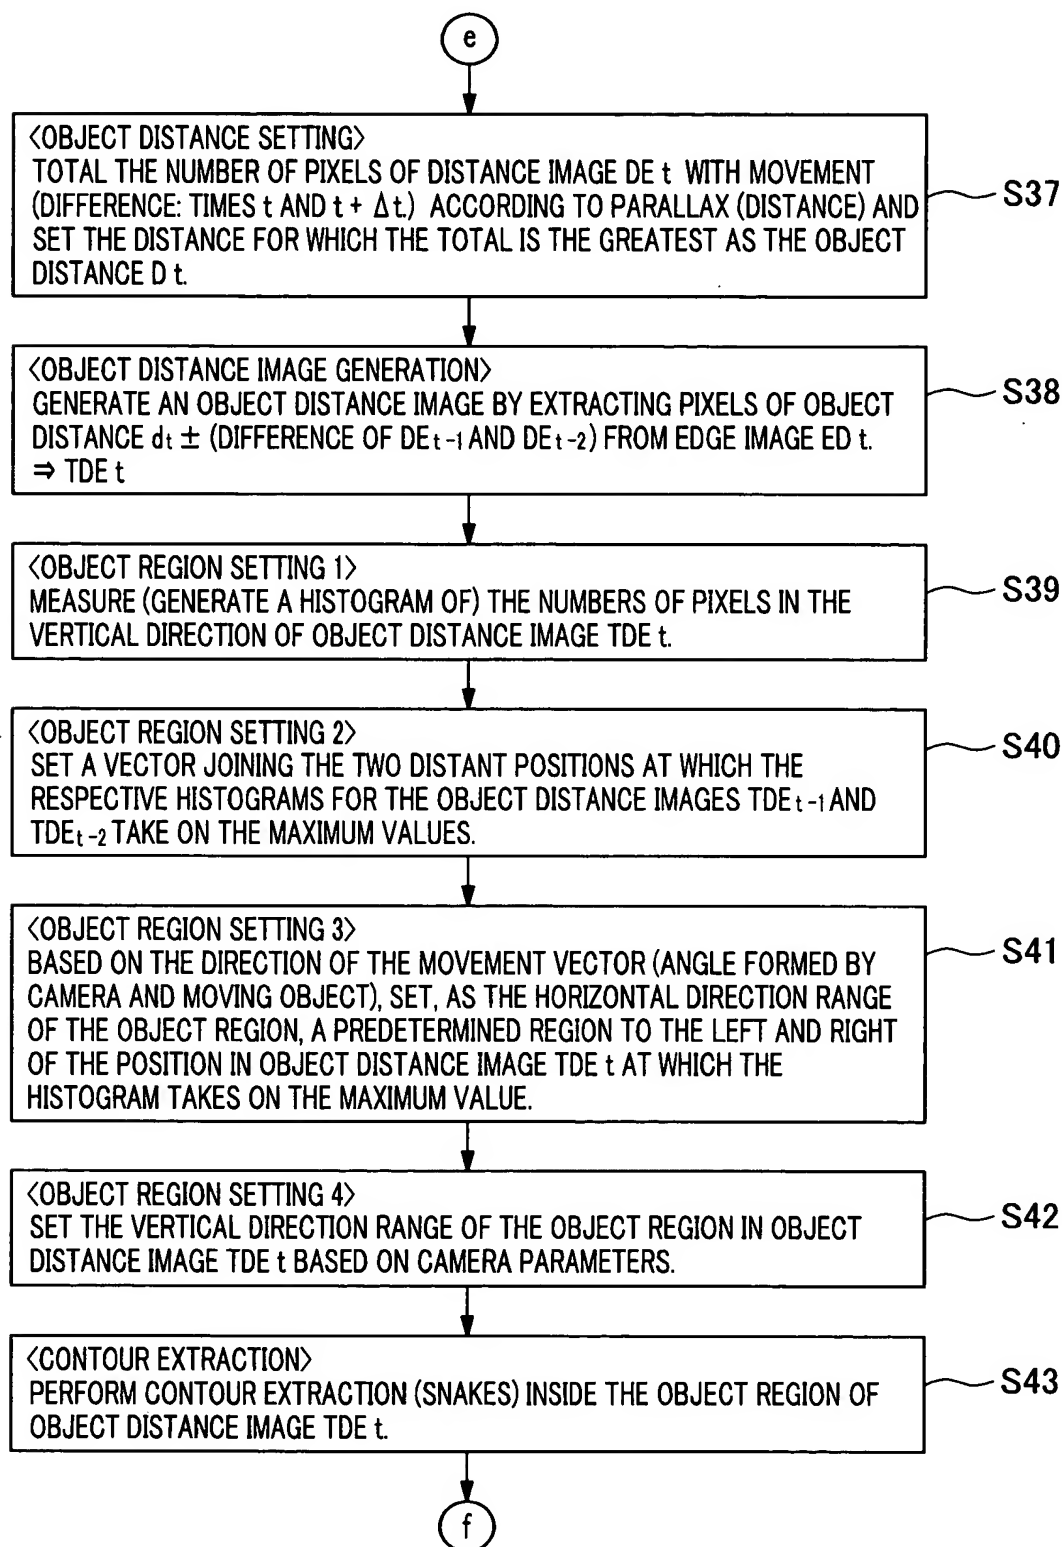 e
〈OBJECT DISTANCE SETTING〉
TOTAL THE NUMBER OF PIXELS OF DISTANCE IMAGE DE t WITH MOVEMENT
(DIFFERENCE: TIMES t AND t + Δt.) ACCORDING TO PARALLAX (DISTANCE) AND
SET THE DISTANCE FOR WHICH THE TOTAL IS THE GREATEST AS THE OBJECT
DISTANCE D t.
S37
〈OBJECT DISTANCE IMAGE GENERATION〉
GENERATE AN OBJECT DISTANCE IMAGE BY EXTRACTING PIXELS OF OBJECT
DISTANCE dt ± (DIFFERENCE OF DEt-1 AND DEt-2) FROM EDGE IMAGE ED t.
⇒ TDE t
S38
〈OBJECT REGION SETTING 1〉
MEASURE (GENERATE A HISTOGRAM OF) THE NUMBERS OF PIXELS IN THE
VERTICAL DIRECTION OF OBJECT DISTANCE IMAGE TDE t.
S39
〈OBJECT REGION SETTING 2〉
SET A VECTOR JOINING THE TWO DISTANT POSITIONS AT WHICH THE
RESPECTIVE HISTOGRAMS FOR THE OBJECT DISTANCE IMAGES TDEt-1 AND
TDEt-2 TAKE ON THE MAXIMUM VALUES.
S40
〈OBJECT REGION SETTING 3〉
BASED ON THE DIRECTION OF THE MOVEMENT VECTOR (ANGLE FORMED BY
CAMERA AND MOVING OBJECT), SET, AS THE HORIZONTAL DIRECTION RANGE
OF THE OBJECT REGION, A PREDETERMINED REGION TO THE LEFT AND RIGHT
OF THE POSITION IN OBJECT DISTANCE IMAGE TDE t AT WHICH THE
HISTOGRAM TAKES ON THE MAXIMUM VALUE.
S41
〈OBJECT REGION SETTING 4〉
SET THE VERTICAL DIRECTION RANGE OF THE OBJECT REGION IN OBJECT
DISTANCE IMAGE TDE t BASED ON CAMERA PARAMETERS.
S42
〈CONTOUR EXTRACTION〉
PERFORM CONTOUR EXTRACTION (SNAKES) INSIDE THE OBJECT REGION OF
OBJECT DISTANCE IMAGE TDE t.
S43
f